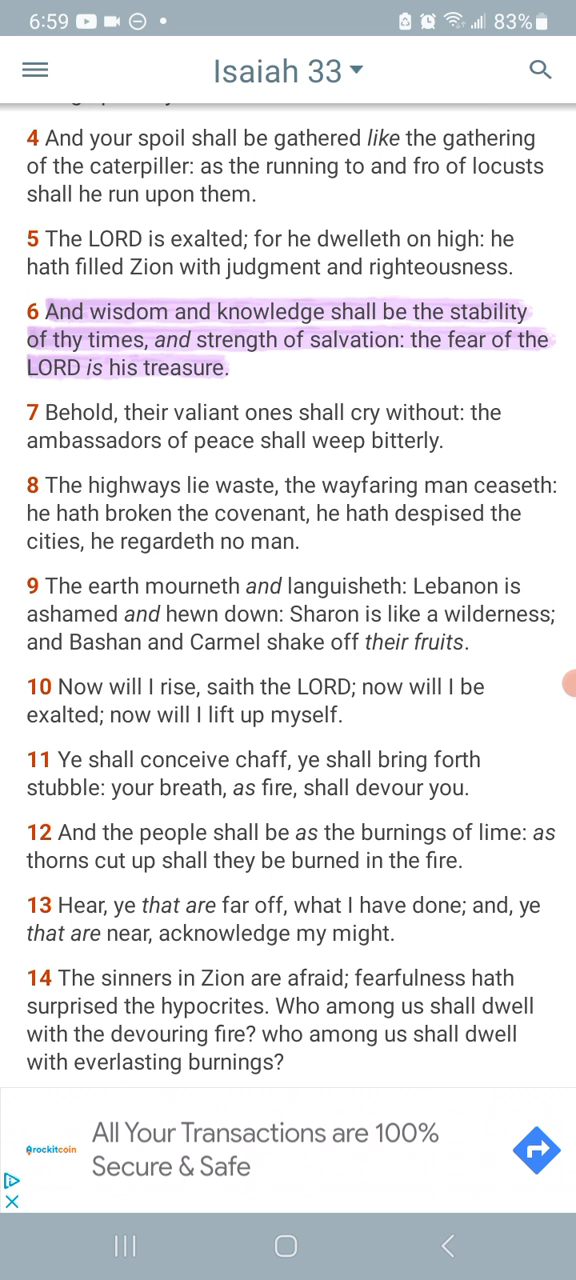 6:59
83%
Isaiah 33
4 And your spoil shall be gathered like the gathering
of the caterpiller: as the running to and fro of locusts
shall he run upon them.
5 The LORD is exalted; for he dwelleth on high: he
hath filled Zion with judgment and righteousness.
6 And wisdom and knowledge shall be the stability
of thy times, and strength of salvation: the fear of the
LORD is his treasure.
7 Behold, their valiant ones shall cry without: the
ambassadors of peace shall weep bitterly.
8 The highways lie waste, the wayfaring man ceaseth:
he hath broken the covenant, he hath despised the
cities, he regardeth no man.
9 The earth mourneth and languisheth: Lebanon is
ashamed and hewn down: Sharon is like a wilderness;
and Bashan and Carmel shake off their fruits.
10 Now will I rise, saith the LORD; now will I be
exalted; now will I lift up myself.
11 Ye shall conceive chaff, ye shall bring forth
stubble: your breath, as fire, shall devour you.
12 And the people shall be as the burnings of lime: as
thorns cut up shall they be burned in the fire.
13 Hear, ye that are far off, what I have done; and, ye
that are near, acknowledge my might.
14 The sinners in Zion are afraid; fearfulness hath
surprised the hypocrites. Who among us shall dwell
with the devouring fire? who among us shall dwell
with everlasting burnings?
rockitcoin
All Your Transactions are 100%
Secure & Safe